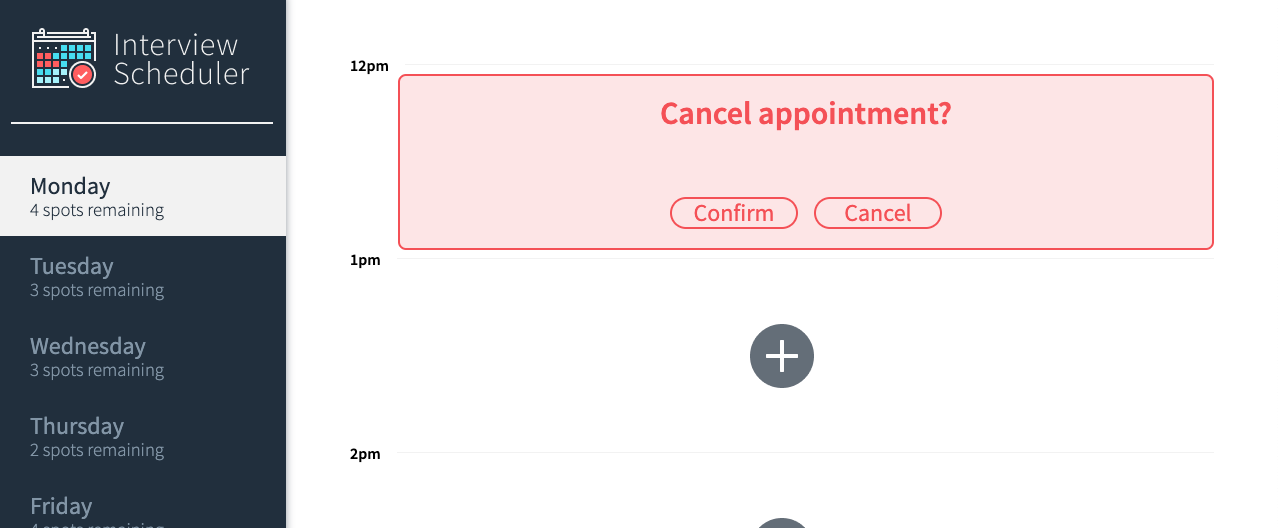 Interview
Scheduler
Monday
4 spots remaining
Tuesday
3 spots remaining
Wednesday
3 spots remaining
Thursday
2 spots remaining
Friday
12pm
Cancel appointment?
Confirm Cancel
1pm
2pm